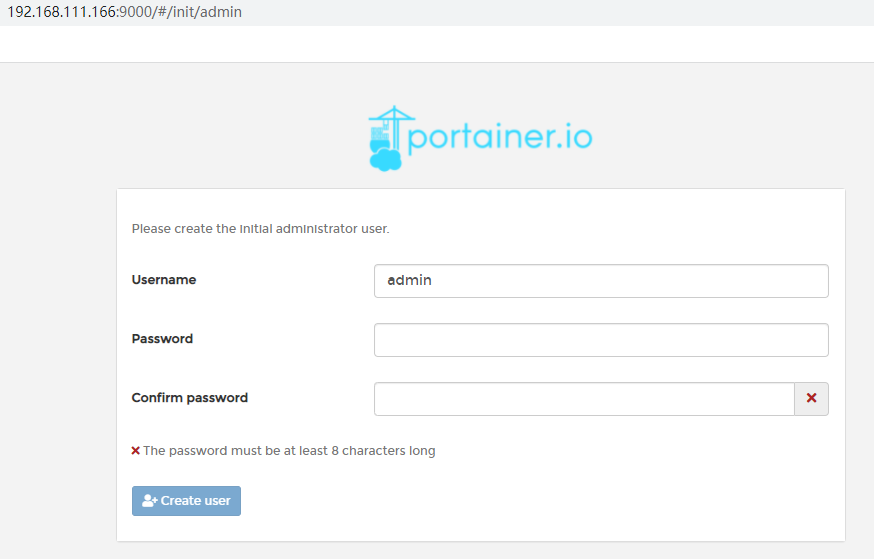 192.168.111.166:9000/#/init/admin
portainer.io
Please create the initial administrator user.
Username
admin
Password
Confirm password
The password must be at least 8 characters long
Create user